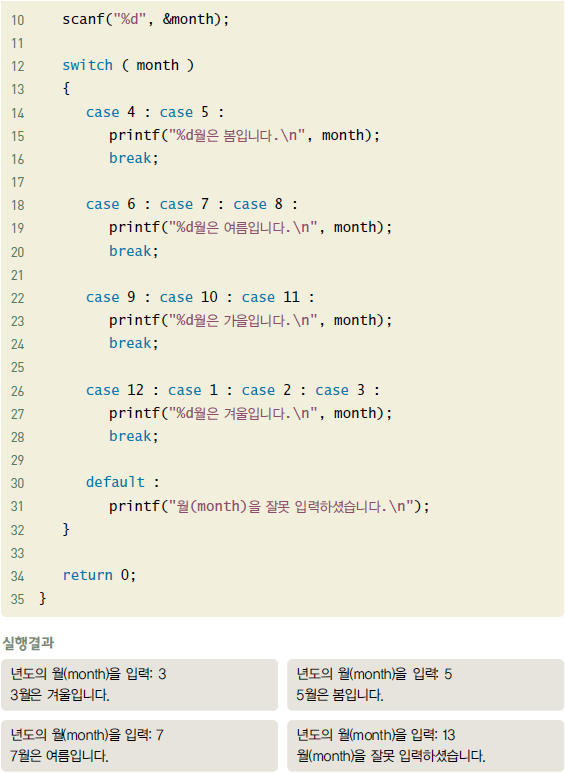 10 scanf("%d", &month);
11
12 switch ( month )
13 {
14 case 4 : case 5 :
15 printf("%d월은 봄입니다.\n", month);
16 break;
17
18 case 6 : case 7 : case 8 :
19 printf("%d월은 여름입니다.\n", month);
20 break;
21
22 case 9 : case 10 : case 11 :
23 printf("%d월은 가을입니다.\n", month);
24 break;
25
26 case 12 : case 1 : case 2 : case 3 :
27 printf("%d월은 겨울입니다.\n", month);
28 break;
29
30 default :
31 printf("월(month)을 잘못 입력하셨습니다.\n");
32 }
33
34 return 0;
35 }
실행결과
년도의 월(month)을 입력: 3
3월은 겨울입니다.
년도의 월(month)을 입력: 5
5월은 봄입니다.
년도의 월(month)을 입력: 7
7월은 여름입니다.
년도의 월(month)을 입력: 13
월(month)을 잘못 입력하셨습니다.